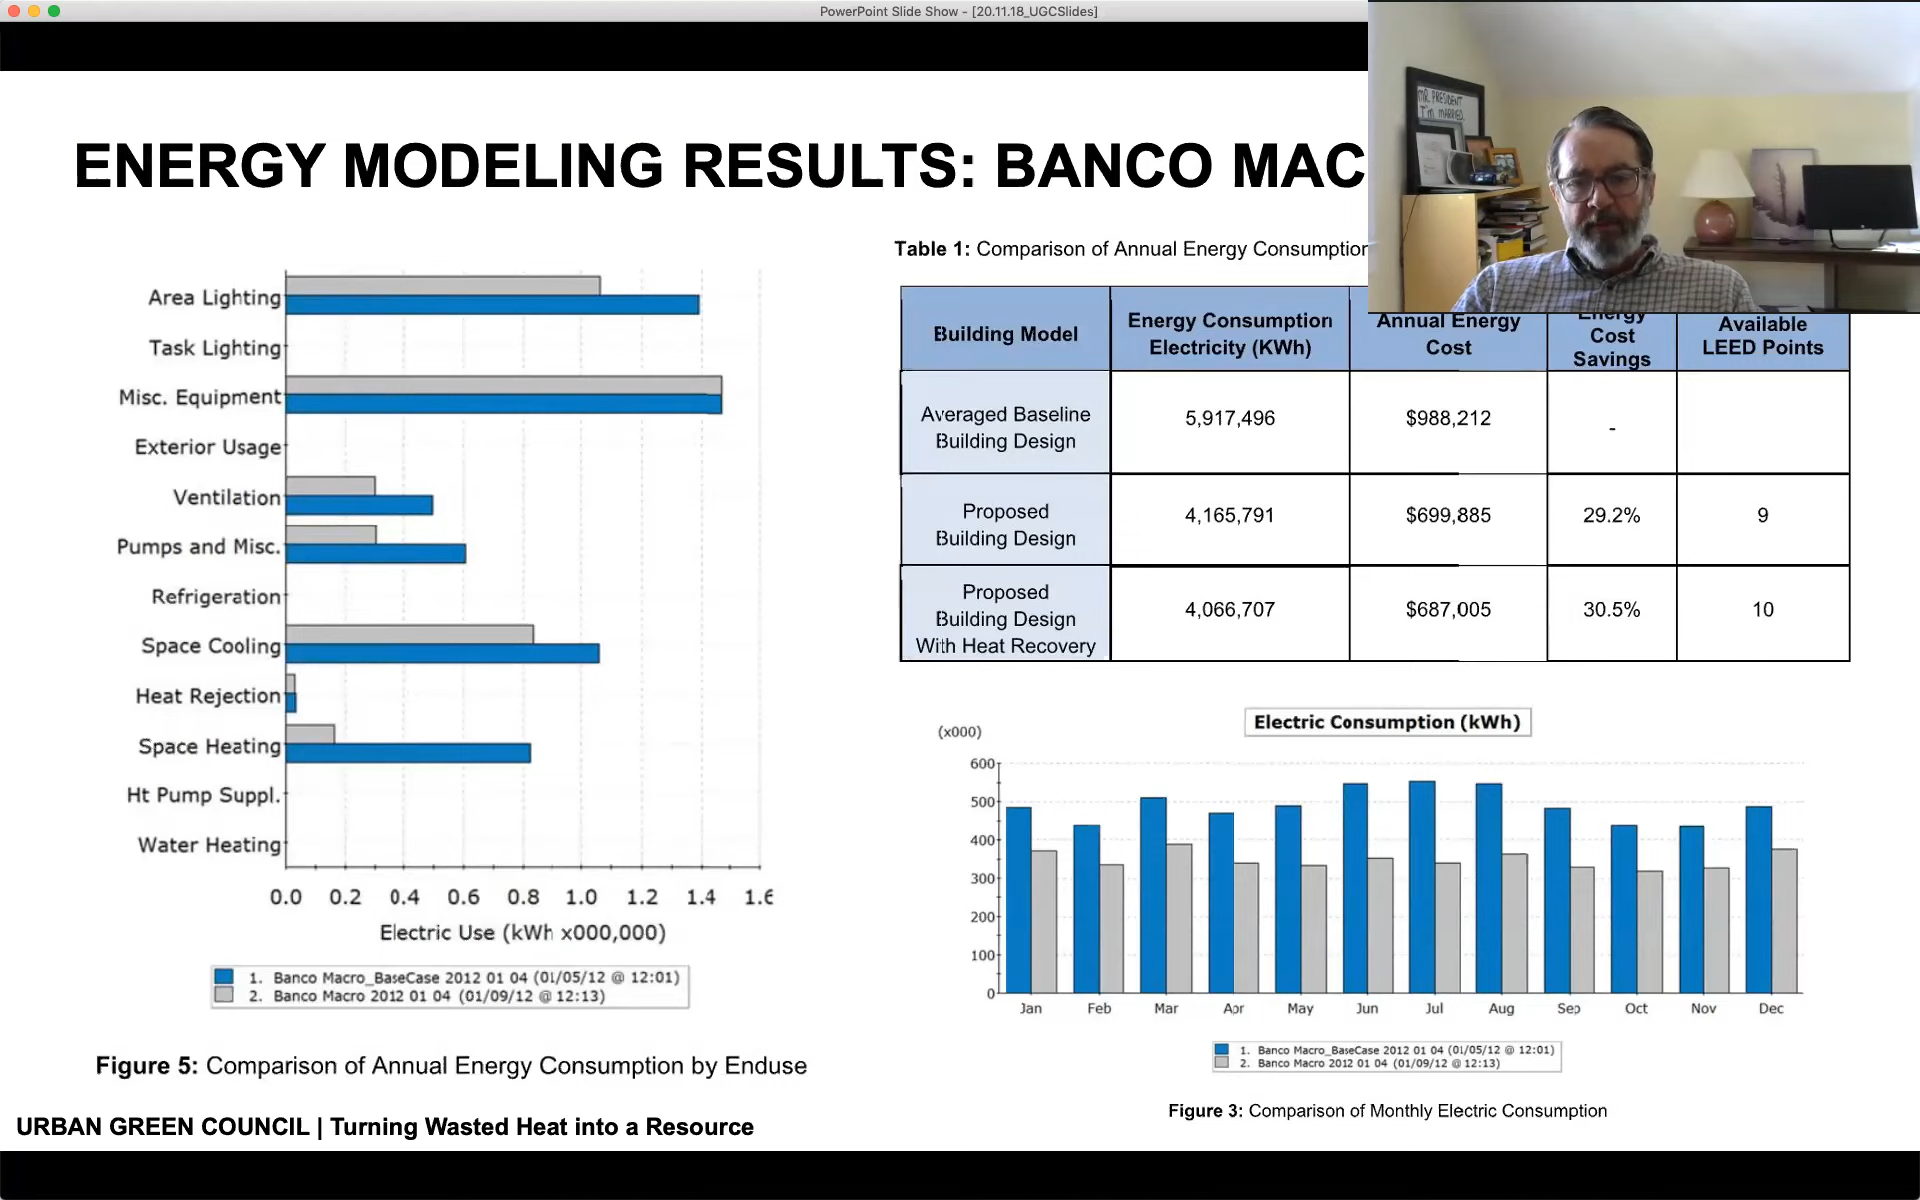 PowerPoint Slide Show - [20.11.18_UGCSlides]
MR. PRESIDENT
I'M MARRIED.
ENERGY MODELING RESULTS: BANCO MAC
Area Lighting
Task Lighting
Misc. Equipment
Exterior Usage
Ventilation
Pumps and Misc.
Refrigeration
Space Cooling
Heat Rejection
Space Heating
Ht Pump Suppl.
Water Heating
0.0 0.2 0.4 0.6 0.8 1.0 1.2 1.4 1.6
Electric Use (kWh x000,000)
1. Banco Macro_BaseCase 2012 01 04 (01/05/12 @ 12:01)
2. Banco Macro 2012 01 04 (01/09/12 @ 12:13)
Figure 5: Comparison of Annual Energy Consumption by Enduse
Table 1: Comparison of Annual Energy Consumption
Building Model
Energy Consumption
Electricity (KWh)
Annual Energy
Cost
Energy
Cost
Savings
Available
LEED Points
Averaged Baseline
Building Design
5,917,496
$988,212
-
Proposed
Building Design
4,165,791
$699,885
29.2%
9
Proposed
Building Design
With Heat Recovery
4,066,707
$687,005
30.5%
10
Electric Consumption (kWh)
(x000)
600
500
400
300
200
100
0
Jan Feb Mar Apr May Jun Jul Aug Sep Oct Nov Dec
1. Banco Macro_BaseCase 2012 01 04 (01/05/12 @ 12:01)
2. Banco Macro 2012 01 04 (01/09/12 @ 12:13)
Figure 3: Comparison of Monthly Electric Consumption
URBAN GREEN COUNCIL | Turning Wasted Heat into a Resource